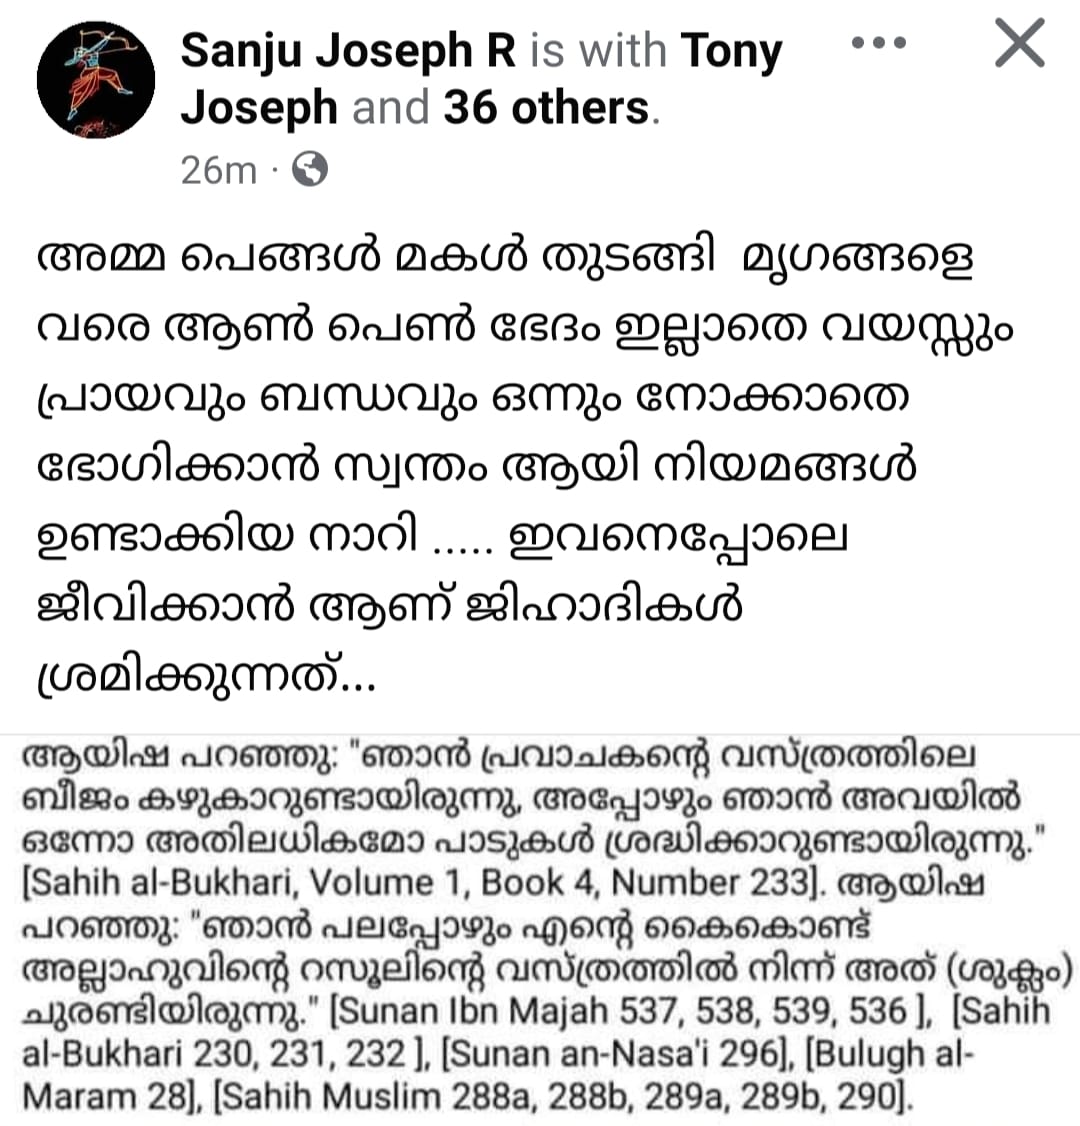 Sanju Joseph R is with Tony
Joseph and 36 others.
26m ·
അമ്മ പെങ്ങൾ മകൾ തുടങ്ങി മൃഗങ്ങളെ
വരെ ആൺ പെൺ ഭേദം ഇല്ലാതെ വയസ്സും
പ്രായവും ബന്ധവും ഒന്നും നോക്കാതെ
ഭോഗിക്കാൻ സ്വന്തം ആയി നിയമങ്ങൾ
ഉണ്ടാക്കിയ നാറി ..... ഇവനെപ്പോലെ
ജീവിക്കാൻ ആണ് ജിഹാദികൾ
ശ്രമിക്കുന്നത്...
ആയിഷ പറഞ്ഞു: "ഞാൻ പ്രവാചകന്റെ വസ്ത്രത്തിലെ
ബീജം കഴുകാറുണ്ടായിരുന്നു, അപ്പോഴും ഞാൻ അവയിൽ
ഒന്നോ അതിലധികമോ പാടുകൾ ശ്രദ്ധിക്കാറുണ്ടായിരുന്നു."
[Sahih al-Bukhari, Volume 1, Book 4, Number 233]. ആയിഷ
പറഞ്ഞു: "ഞാൻ പലപ്പോഴും എന്റെ കൈകൊണ്ട്
അല്ലാഹുവിന്റെ റസൂലിന്റെ വസ്ത്രത്തിൽ നിന്ന് അത് (ശുക്ലം)
ചുരണ്ടിയിരുന്നു." [Sunan Ibn Majah 537, 538, 539, 536 ], [Sahih
al-Bukhari 230, 231, 232 ], [Sunan an-Nasa'i 296], [Bulugh al-
Maram 28], [Sahih Muslim 288a, 288b, 289a, 289b, 290].